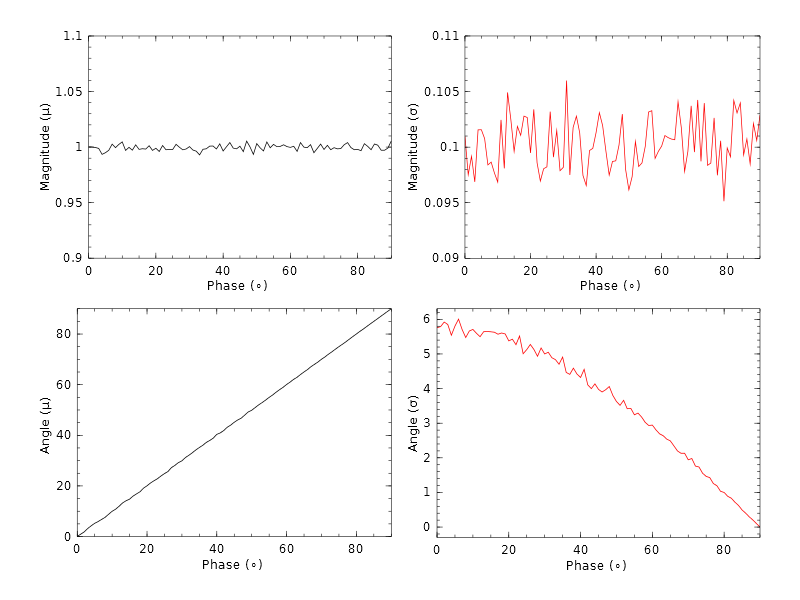 1.1
1.05
1
0.95
0.9
0 20 40 60 80
Phase (∘)
Magnitude (μ)
0.11
0.105
0.1
0.095
0.09
0 20 40 60 80
Phase (∘)
Magnitude (σ)
80
60
40
20
0
0 20 40 60 80
Phase (∘)
Angle (μ)
6
5
4
3
2
1
0
0 20 40 60 80
Phase (∘)
Angle (σ)